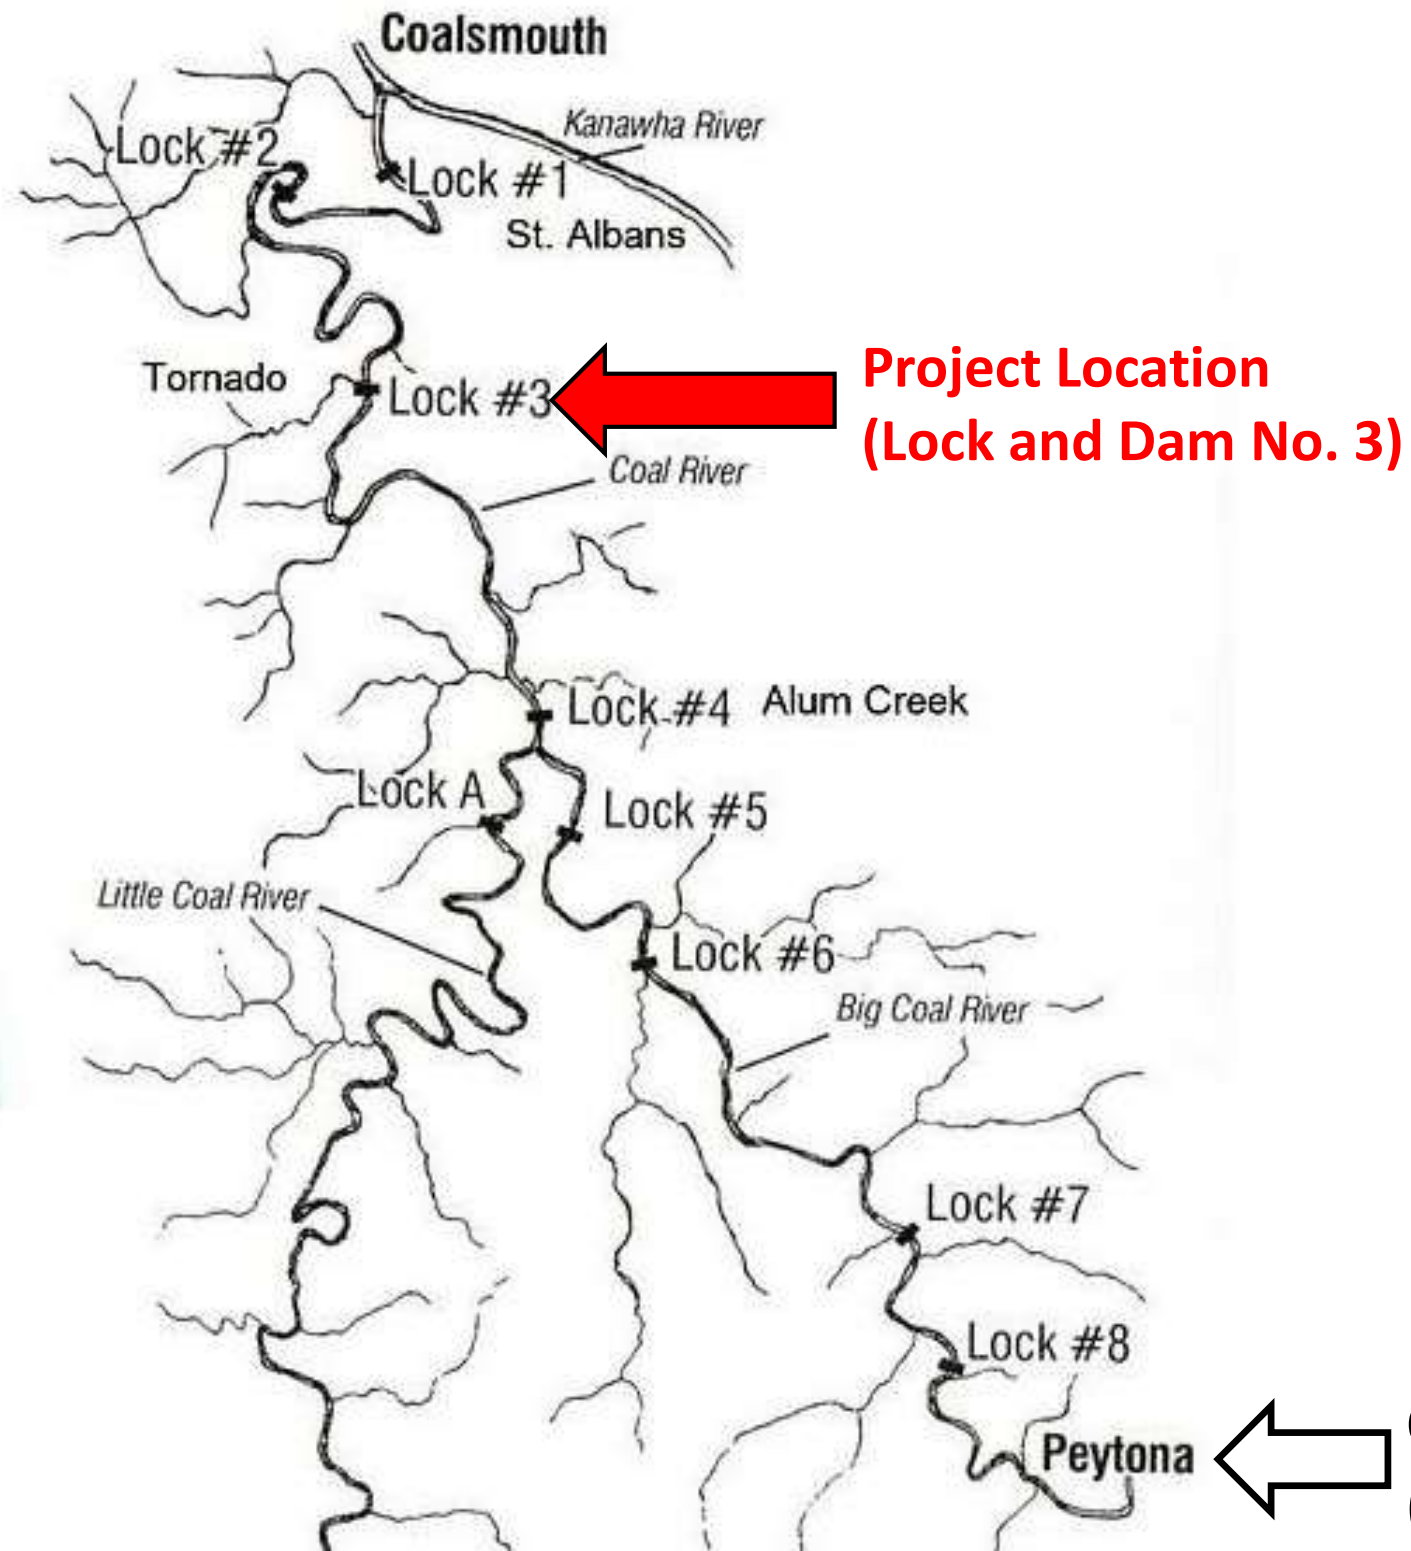 Coalsmouth
Kanawha River
Lock #2
Lock #1
St. Albans
Project Location
(Lock and Dam No. 3)
Tornado
Lock #3
Coal River
Lock #4
Alum Creek
Lock A
Lock #5
Little Coal River
Lock #6
Big Coal River
Lock #7
Lock #8
Peytona